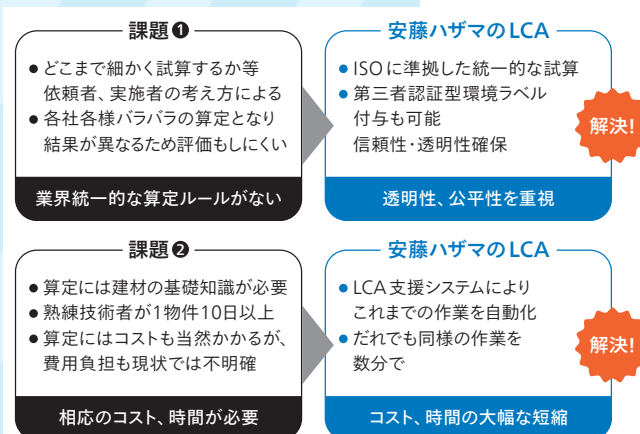 課題❶
● どこまで細かく試算するか等
依頼者、実施者の考え方による
● 各社各様バラバラの算定となり
結果が異なるため評価もしにくい
業界統一的な算定ルールがない
安藤ハザマのLCA
● ISOに準拠した統一的な試算
● 第三者認証型環境ラベル
付与も可能
信頼性・透明性確保
解決!
透明性、公平性を重視
課題❷
● 算定には建材の基礎知識が必要
● 熟練技術者が1物件10日以上
● 算定にはコストも当然かかるが、
費用負担も現状では不明確
相応のコスト、時間が必要
安藤ハザマのLCA
● LCA支援システムにより
これまでの作業を自動化
● だれでも同様の作業を
数分で
解決!
コスト、時間の大幅な短縮